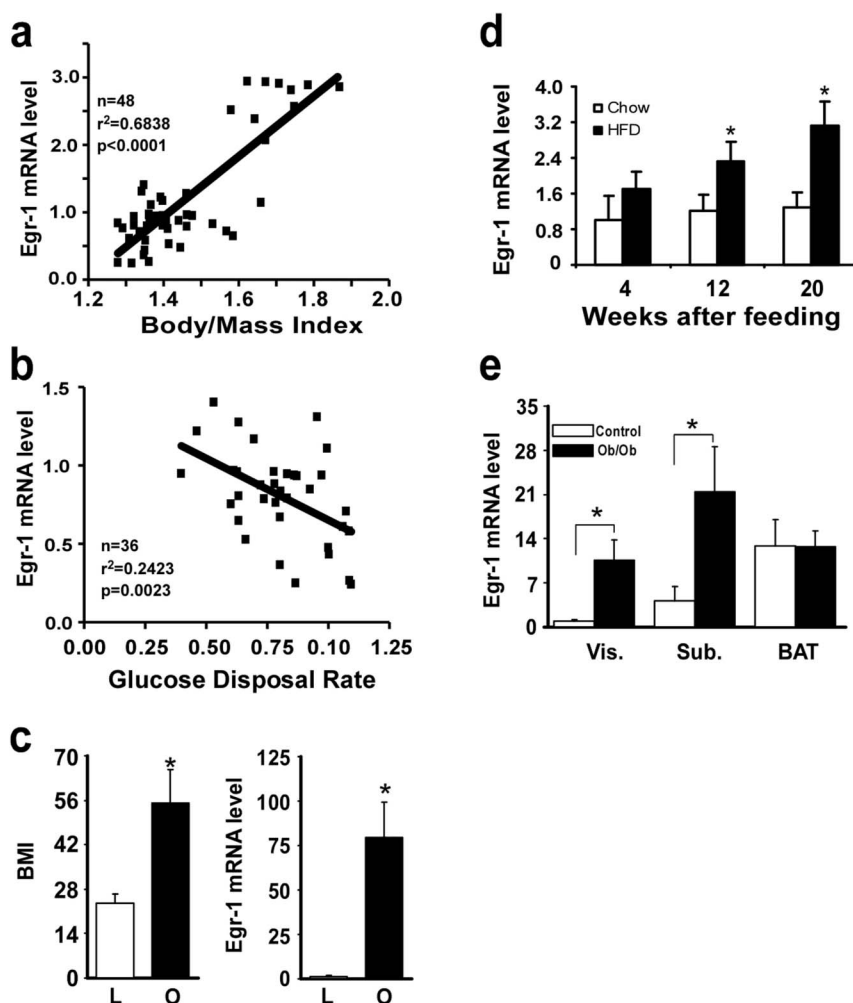 a
Egr-1 mRNA level
3.0
2.0
1.0
0.0
n=48
r²=0.6838
p<0.0001
1.2 1.4 1.6 1.8 2.0
Body/Mass Index
b
Egr-1 mRNA level
1.5
1.0
0.5
0.0
n=36
r²=0.2423
p=0.0023
0.00 0.25 0.50 0.75 0.10 1.25
Glucose Disposal Rate
c
BMI
70
56
42
28
14
0
*
L O
Egr-1 mRNA level
125
100
75
50
25
0
*
L O
d
Egr-1 mRNA level
4.0
3.2
2.4
1.6
0.8
0
Chow
HFD
*
*
4 12 20
Weeks after feeding
e
Egr-1 mRNA level
35
28
21
14
7
0
Control
Ob/Ob
*
*
Vis. Sub. BAT